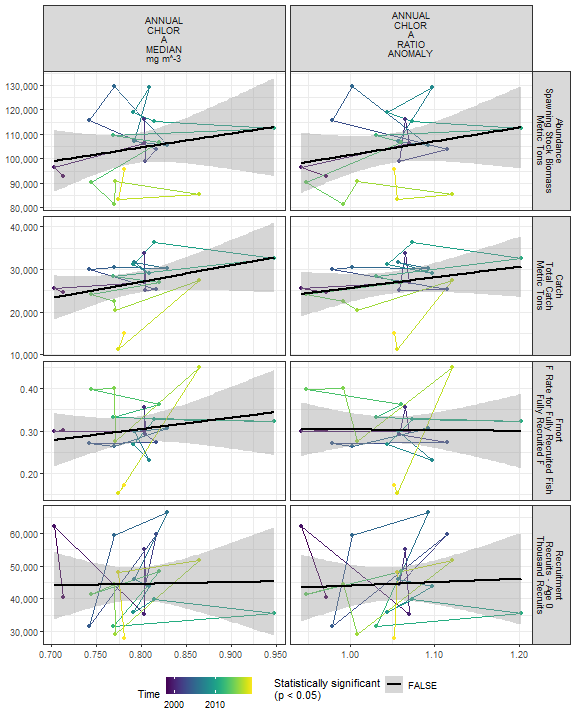 ANNUAL
CHLOR
A
MEDIAN
mg m^-3
ANNUAL
CHLOR
A
RATIO
ANOMALY
130,000
120,000
110,000
100,000
90,000
80,000
Abundance
Spawning Stock Biomass
Metric Tons
40,000
30,000
20,000
10,000
Catch
Total Catch
Metric Tons
0.40
0.30
0.20
Fmort
F Rate for Fully Recruited Fish
Fully Recruited F
60,000
50,000
40,000
30,000
Recruitment
Recruits - Age 0
Thousand Recruits
0.700 0.750 0.800 0.850 0.900 0.950
1.00 1.10 1.20
Time
2000 2010
Statistically significant
(p < 0.05)
FALSE